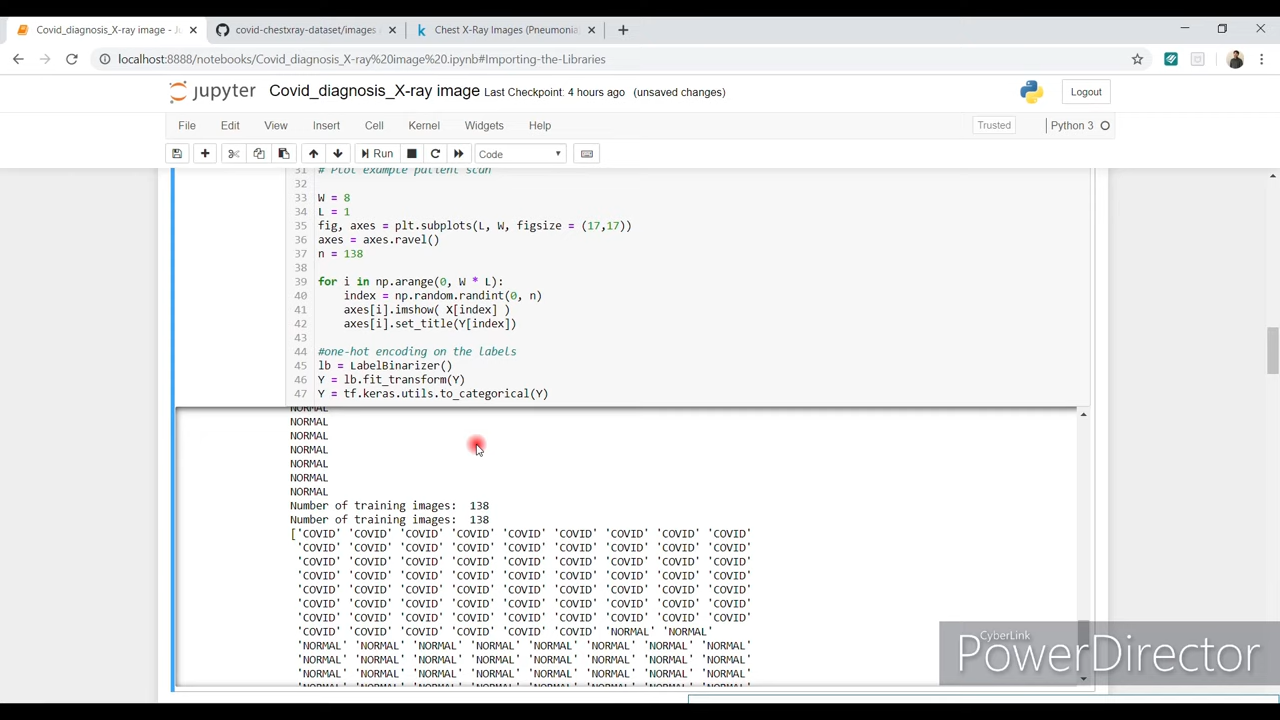 Covid_diagnosis_X-ray image - J
covid-chestxray-dataset/images
Chest X-Ray Images (Pneumonia
localhost:8888/notebooks/Covid_diagnosis_X-ray%20image%20.ipynb#Importing-the-Libraries
jupyter Covid_diagnosis_X-ray image Last Checkpoint: 4 hours ago (unsaved changes) Logout
File Edit View Insert Cell Kernel Widgets Help Trusted Python 3
Run Code
31 # Plot example patient scan
32
33 W = 8
34 L = 1
35 fig, axes = plt.subplots(L, W, figsize = (17,17))
36 axes = axes.ravel()
37 n = 138
38
39 for i in np.arange(0, W * L):
40 index = np.random.randint(0, n)
41 axes[i].imshow( X[index] )
42 axes[i].set_title(Y[index])
43
44 #one-hot encoding on the labels
45 lb = LabelBinarizer()
46 Y = lb.fit_transform(Y)
47 Y = tf.keras.utils.to_categorical(Y)
NORMAL
NORMAL
NORMAL
NORMAL
NORMAL
NORMAL
NORMAL
Number of training images:  138
Number of training images:  138
['COVID' 'COVID' 'COVID' 'COVID' 'COVID' 'COVID' 'COVID' 'COVID' 'COVID'
'COVID' 'COVID' 'COVID' 'COVID' 'COVID' 'COVID' 'COVID' 'COVID' 'COVID'
'COVID' 'COVID' 'COVID' 'COVID' 'COVID' 'COVID' 'COVID' 'COVID' 'COVID'
'COVID' 'COVID' 'COVID' 'COVID' 'COVID' 'COVID' 'COVID' 'COVID' 'COVID'
'COVID' 'COVID' 'COVID' 'COVID' 'COVID' 'COVID' 'COVID' 'COVID' 'COVID'
'COVID' 'COVID' 'COVID' 'COVID' 'COVID' 'COVID' 'COVID' 'COVID' 'COVID'
'COVID' 'COVID' 'COVID' 'COVID' 'COVID' 'COVID' 'COVID' 'COVID' 'COVID'
'COVID' 'COVID' 'COVID' 'COVID' 'COVID' 'COVID' 'NORMAL' 'NORMAL'
'NORMAL' 'NORMAL' 'NORMAL' 'NORMAL' 'NORMAL' 'NORMAL' 'NORMAL' 'NORMAL'
'NORMAL' 'NORMAL' 'NORMAL' 'NORMAL' 'NORMAL' 'NORMAL' 'NORMAL' 'NORMAL'
'NORMAL' 'NORMAL' 'NORMAL' 'NORMAL' 'NORMAL' 'NORMAL' 'NORMAL' 'NORMAL'
CyberLink
PowerDirector